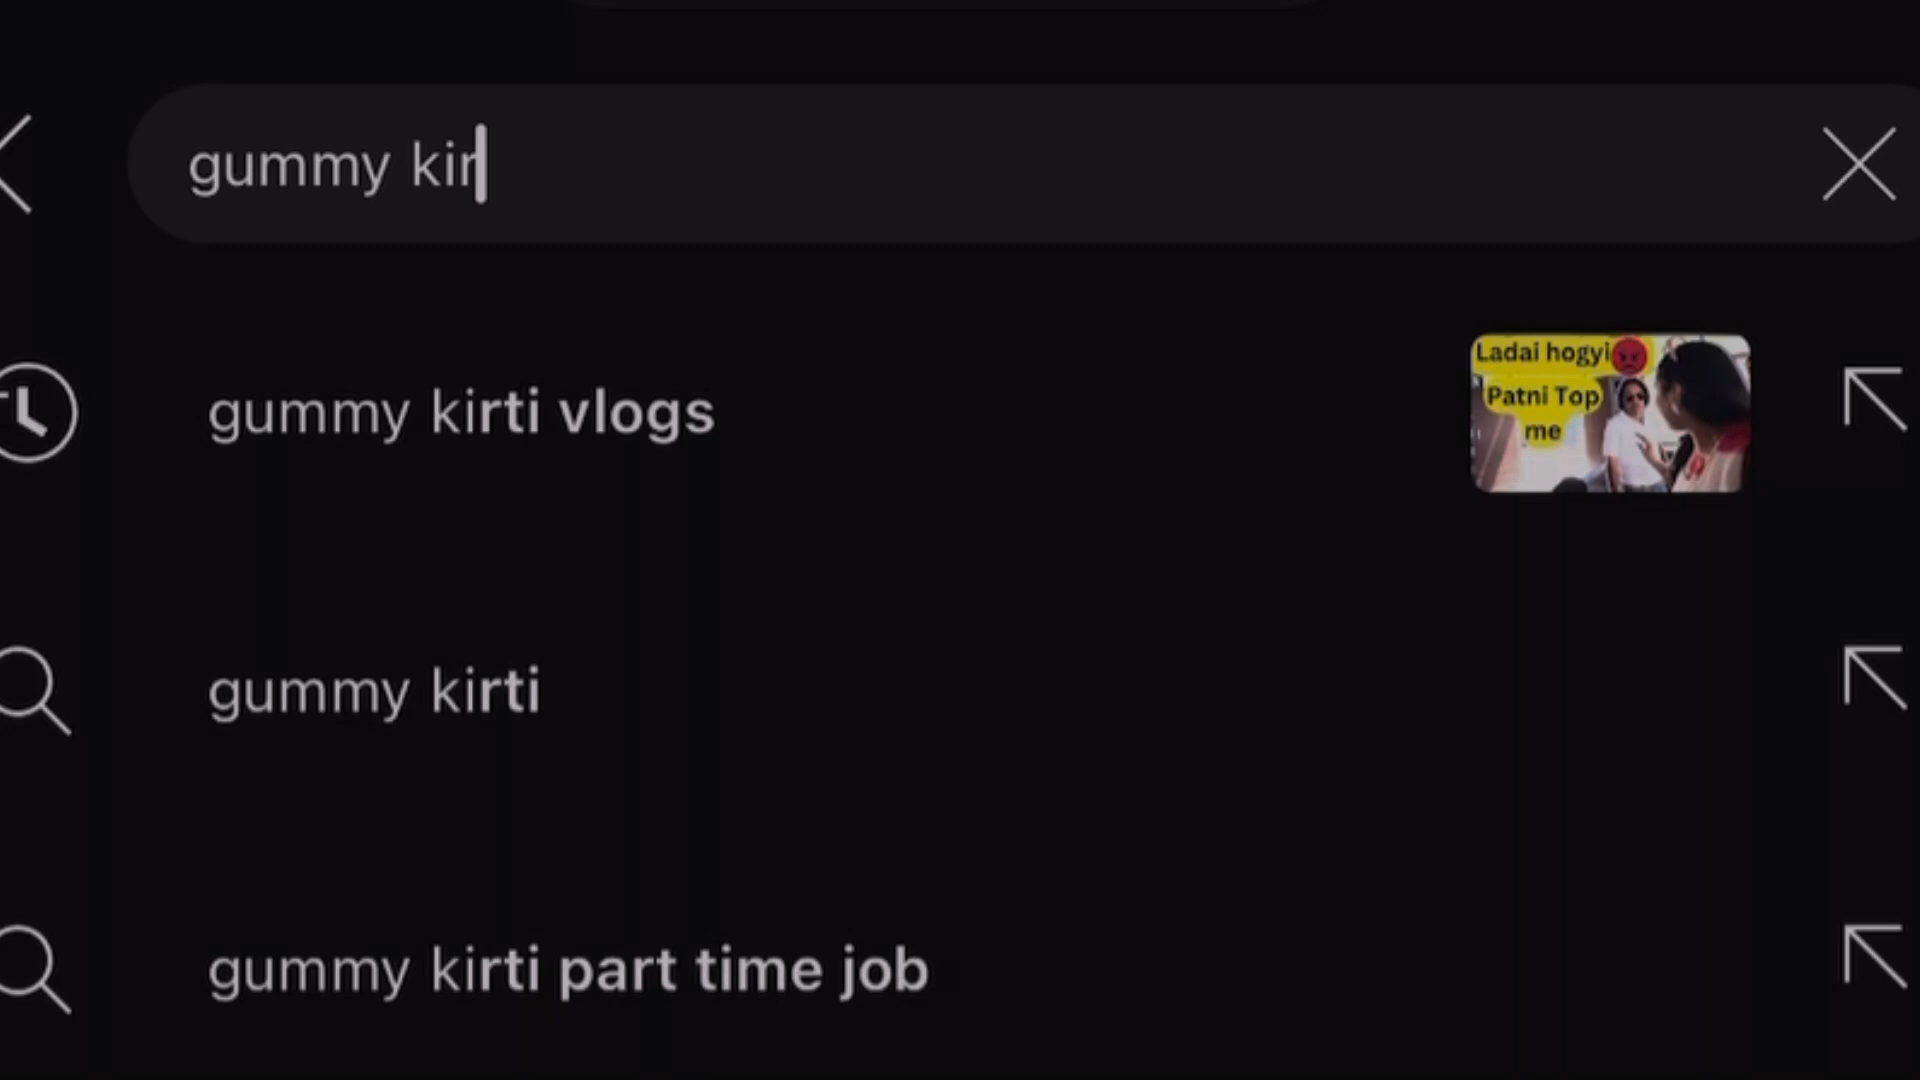 gummy kir
gummy kirti vlogs
Ladai hogyi
Patni Top
me
gummy kirti
gummy kirti part time job